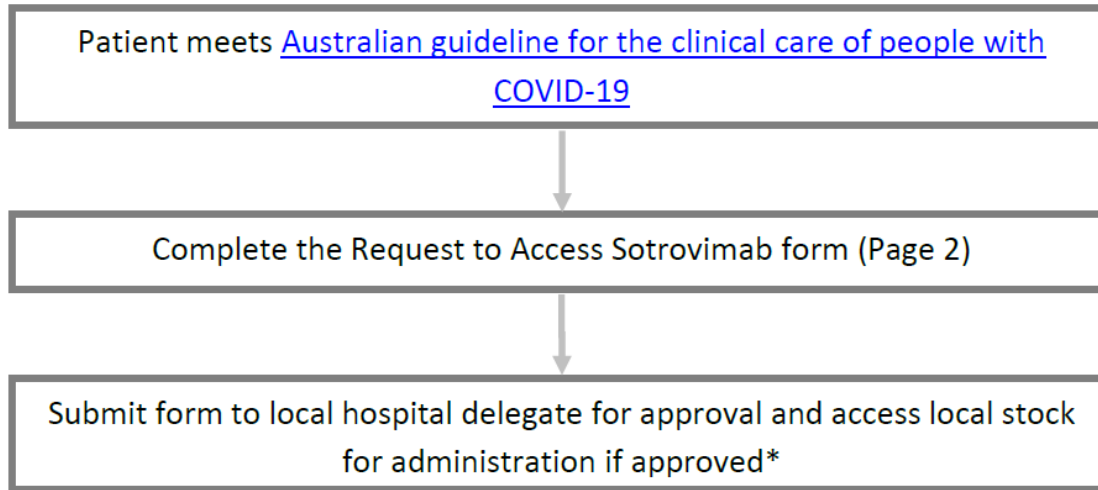 Patient meets Australian guideline for the clinical care of people with
COVID-19
Complete the Request to Access Sotrovimab form (Page 2)
Submit form to local hospital delegate for approval and access local stock
for administration if approved*